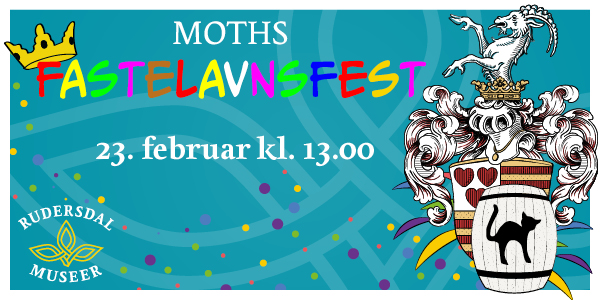 MOTHS
FASTELAVNSFEST
23. februar kl. 13.00
RUDERSDAL
MUSEER